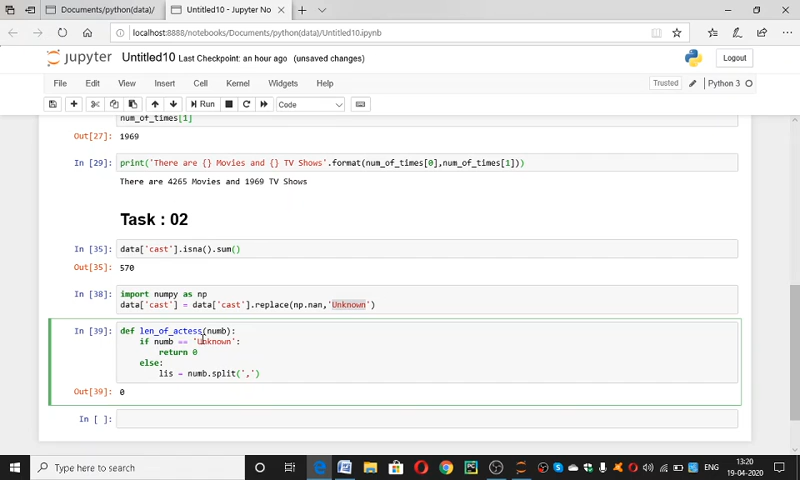 Documents/python(data)/
Untitled10 - Jupyter No
localhost:8888/notebooks/Documents/python(data)/Untitled10.ipynb
jupyter Untitled10 Last Checkpoint: an hour ago (unsaved changes)
Logout
File Edit View Insert Cell Kernel Widgets Help
Trusted
Python 3
Run
Code
num_of_times[1]
Out[27]: 1969
In [29]: print('There are {} Movies and {} TV Shows'.format(num_of_times[0],num_of_times[1]))
There are 4265 Movies and 1969 TV Shows
Task : 02
In [35]: data['cast'].isna().sum()
Out[35]: 570
In [38]: import numpy as np
data['cast'] = data['cast'].replace(np.nan,'Unknown')
In [39]: def len_of_actess(numb):
if numb == 'Unknown':
return 0
else:
lis = numb.split(',')
Out[39]: 0
In [ ]:
Type here to search
ENG
13:20
19-04-2020